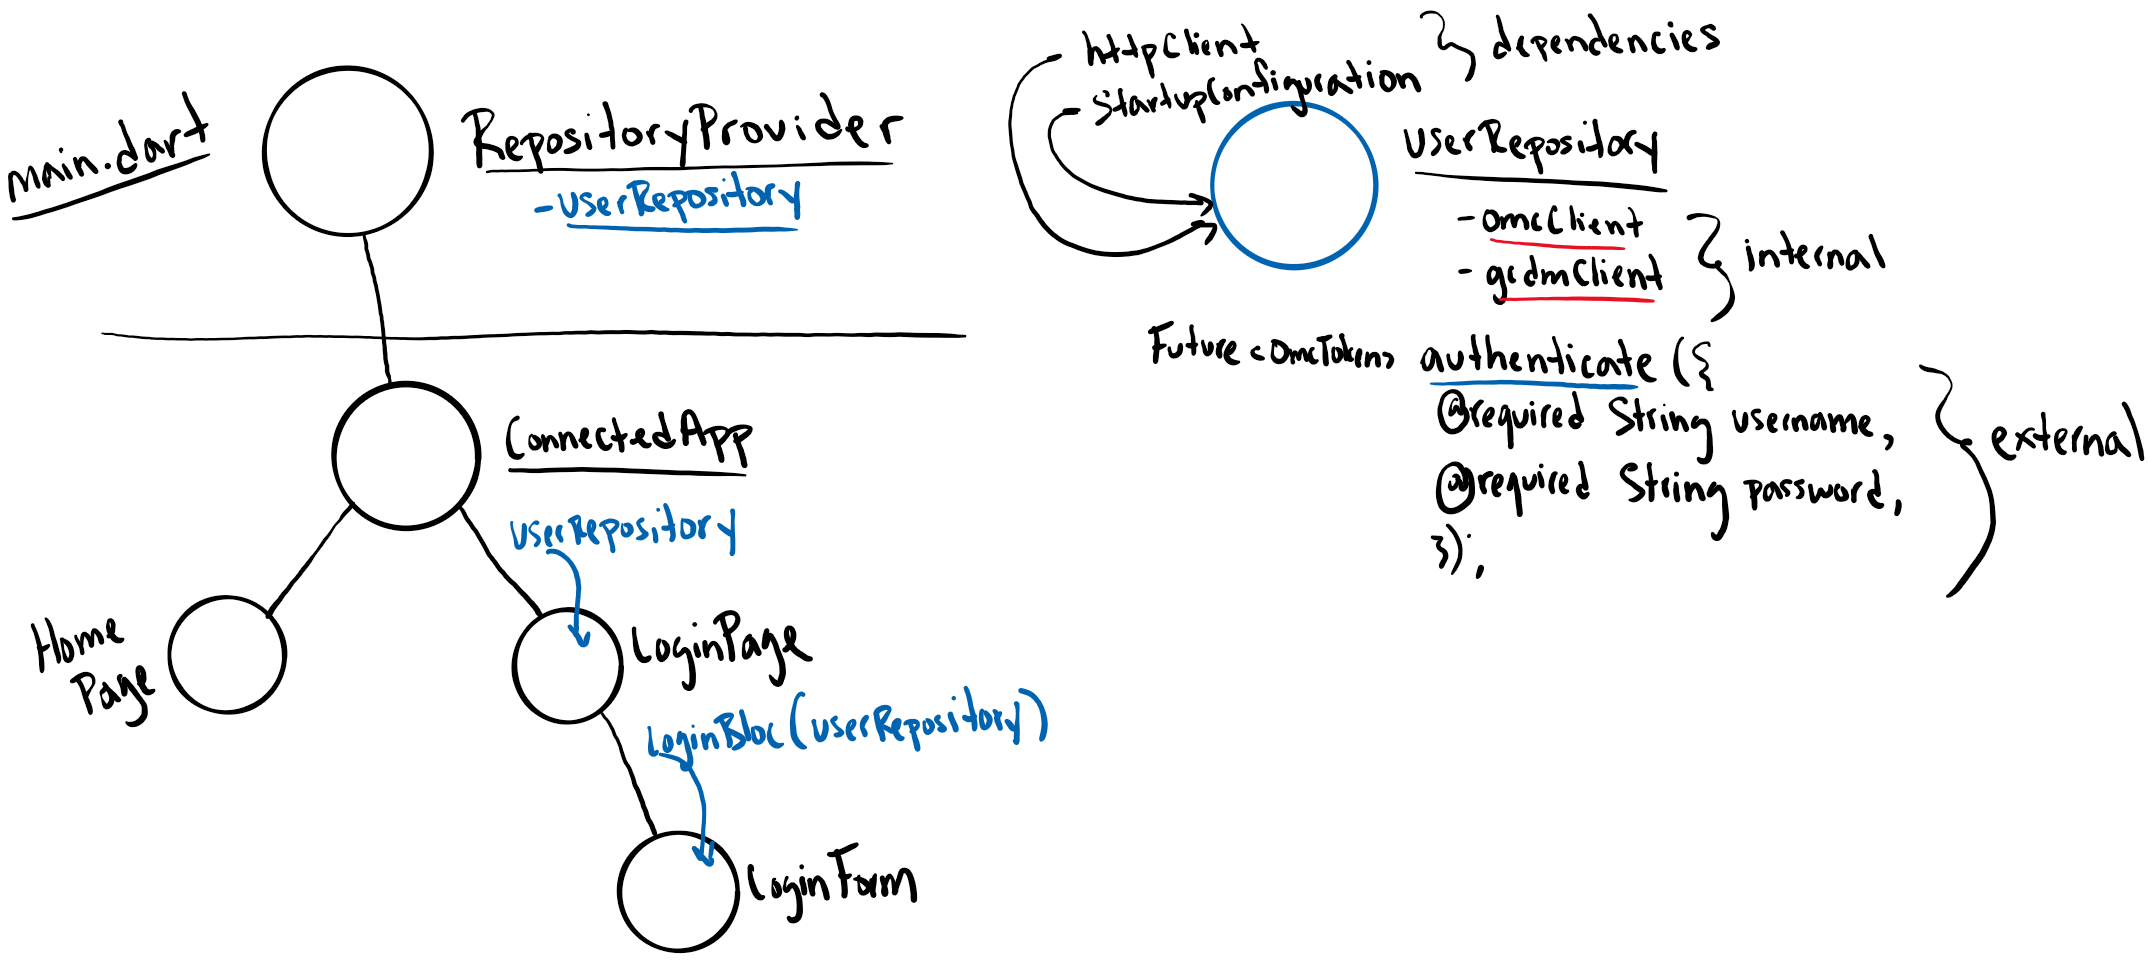 main.dart
RepositoryProvider
- userRepository
ConnectedApp
userRepository
Home
Page
LoginPage
LoginBloc(userRepository)
LoginForm
- httpClient
- StartupConfiguration
} dependencies
userRepository
- omcClient
- gcdmClient
} internal
Future<OmcToken> authenticate ({
@required String username,
@required String password,
});
} external